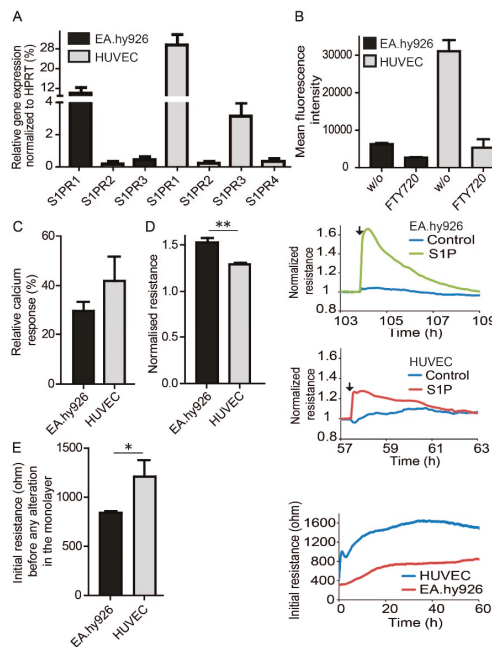 A
Relative gene expression
normalized to HPRT (%)
28
20
12
4
2
0
EA.hy926
HUVEC
S1PR1
S1PR2
S1PR3
S1PR1
S1PR2
S1PR3
S1PR4
B
Mean fluorescence
intensity
30000
20000
10000
0
EA.hy926
HUVEC
w/o
FTY720
w/o
FTY720
C
Relative calcium
response (%)
60
40
20
0
EA.hy926
HUVEC
D
Normalised resistance
1.5
1.0
0.5
0.0
**
EA.hy926
HUVEC
Normalized
resistance
1.6
1.4
1.2
1
EA.hy926
Control
S1P
103 105 107 109
Time (h)
Normalized
resistance
1.6
1.4
1.2
1
HUVEC
Control
S1P
57 59 61 63
Time (h)
E
Initial resistance (ohm)
before any alteration
in the monolayer
1500
1000
500
0
*
EA.hy926
HUVEC
Initial resistance (ohm)
1600
1200
800
400
0
HUVEC
EA.hy926
0 20 40 60
Time (h)